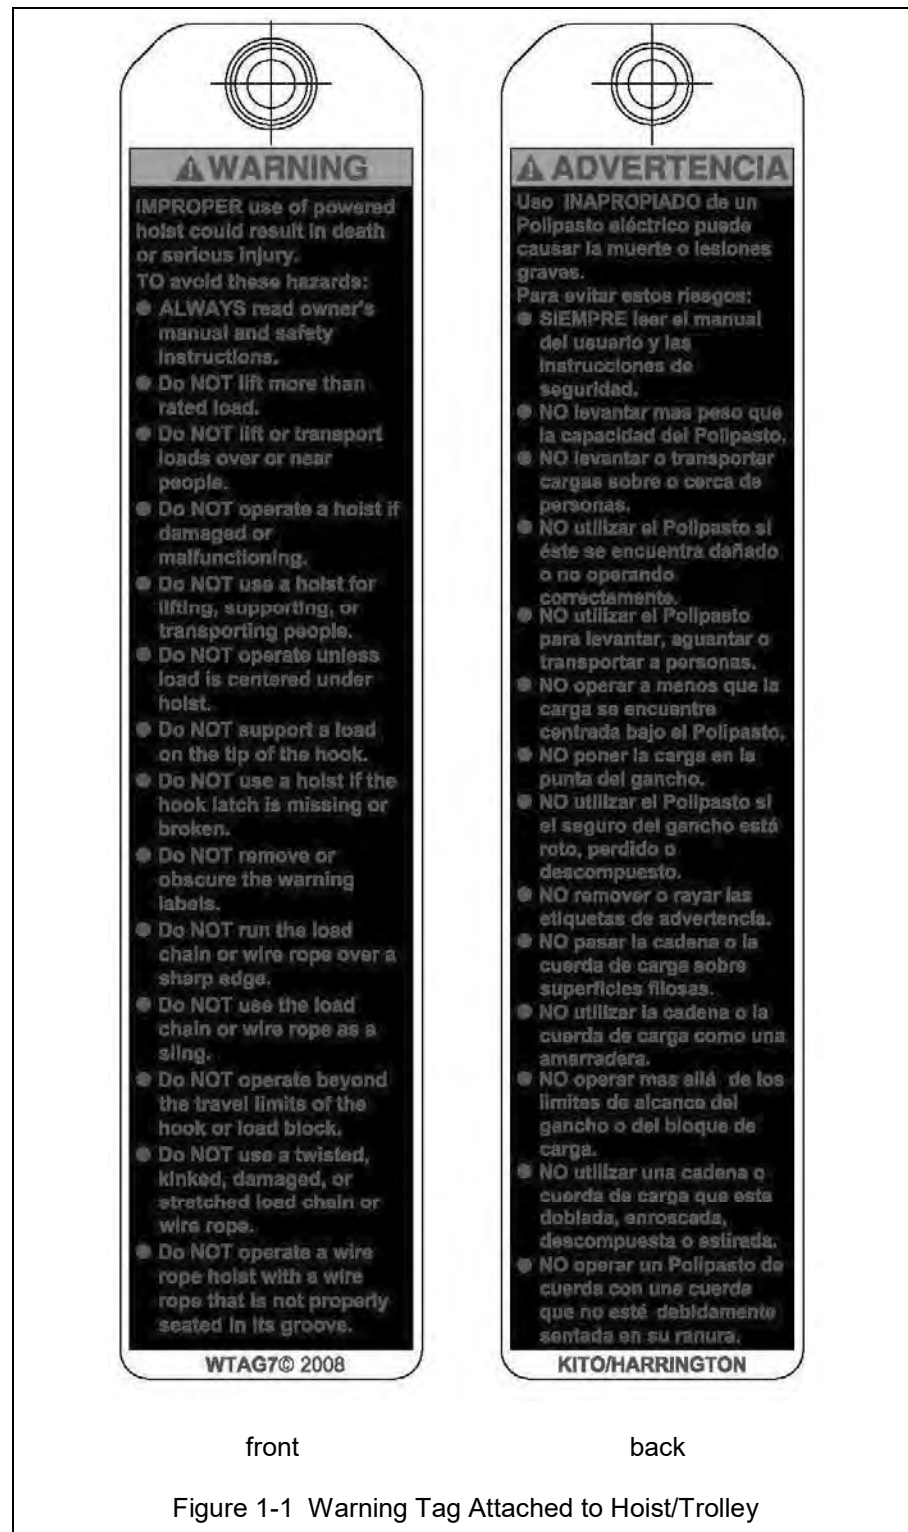 WARNING
IMPROPER use of powered
hoist could result in death
or serious injury.
TO avoid these hazards:
● ALWAYS read owner's
manual and safety
instructions.
● Do NOT lift more than
rated load.
● Do NOT lift or transport
loads over or near
people.
● Do NOT operate a hoist if
damaged or
malfunctioning.
● Do NOT use a hoist for
lifting, supporting, or
transporting people.
● Do NOT operate unless
load is centered under
hoist.
● Do NOT support a load
on the tip of the hook.
● Do NOT use a hoist if the
hook latch is missing or
broken.
● Do NOT remove or
obscure the warning
labels.
● Do NOT run the load
chain or wire rope over a
sharp edge.
● Do NOT use the load
chain or wire rope as a
sling.
● Do NOT operate beyond
the travel limits of the
hook or load block.
● Do NOT use a twisted,
kinked, damaged, or
stretched load chain or
wire rope.
● Do NOT operate a wire
rope hoist with a wire
rope that is not properly
seated in its groove.
WTAG7© 2008
front
ADVERTENCIA
Uso INAPROPIADO de un
Polipasto eléctrico puede
causar la muerte o lesiones
graves.
Para evitar estos riesgos:
● SIEMPRE leer el manual
del usuario y las
instrucciones de
seguridad.
● NO levantar mas peso que
la capacidad del Polipasto.
● NO levantar o transportar
cargas sobre o cerca de
personas.
● NO utilizar el Polipasto si
éste se encuentra dañado
o no operando
correctamente.
● NO utilizar el Polipasto
para levantar, aguantar o
transportar a personas.
● NO operar a menos que la
carga se encuentre
centrada bajo el Polipasto.
● NO poner la carga en la
punta del gancho.
● NO utilizar el Polipasto si
el seguro del gancho está
roto, perdido o
descompuesto.
● NO remover o rayar las
etiquetas de advertencia.
● NO pasar la cadena o la
cuerda de carga sobre
superficies filosas.
● NO utilizar la cadena o la
cuerda de carga como una
amarradera.
● NO operar mas allá de los
limites de alcance del
gancho o del bloque de
carga.
● NO utilizar una cadena o
cuerda de carga que este
doblada, enroscada,
descompuesta o estirada.
● NO operar un Polipasto de
cuerda con una cuerda
que no esté debidamente
sentada en su ranura.
KITO/HARRINGTON
back
Figure 1-1 Warning Tag Attached to Hoist/Trolley